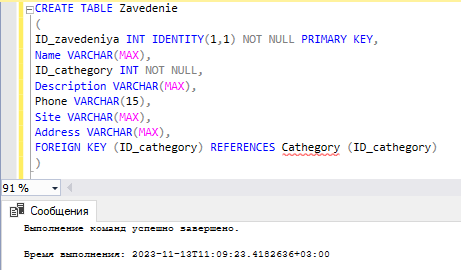 CREATE TABLE Zavedenie
(
ID_zavedeniya INT IDENTITY(1,1) NOT NULL PRIMARY KEY,
Name VARCHAR(MAX),
ID_cathegory INT NOT NULL,
Description VARCHAR(MAX),
Phone VARCHAR(15),
Site VARCHAR(MAX),
Address VARCHAR(MAX),
FOREIGN KEY (ID_cathegory) REFERENCES Cathegory (ID_cathegory)
)
91 %
Сообщения
Выполнение команд успешно завершено.
Время выполнения: 2023-11-13T11:09:23.4182636+03:00